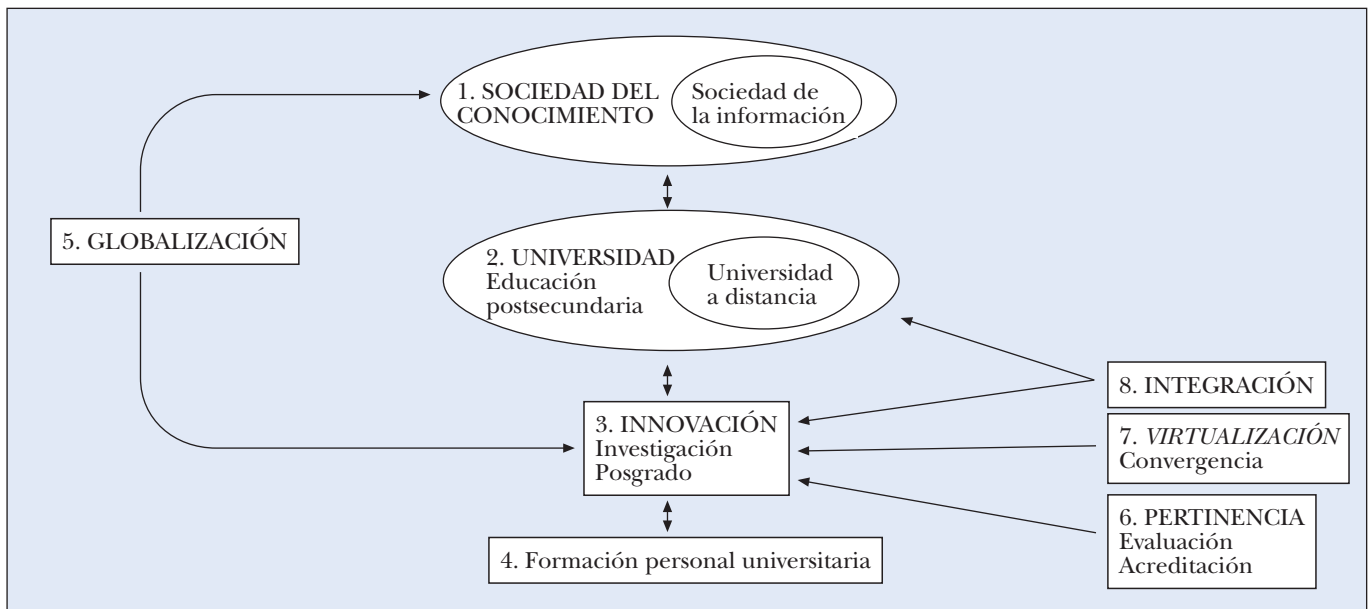 1. SOCIEDAD DEL
CONOCIMIENTO
Sociedad de
la información
5. GLOBALIZACIÓN
2. UNIVERSIDAD
Educación
postsecundaria
Universidad
a distancia
8. INTEGRACIÓN
3. INNOVACIÓN
Investigación
Posgrado
7. VIRTUALIZACIÓN
Convergencia
6. PERTINENCIA
Evaluación
Acreditación
4. Formación personal universitaria